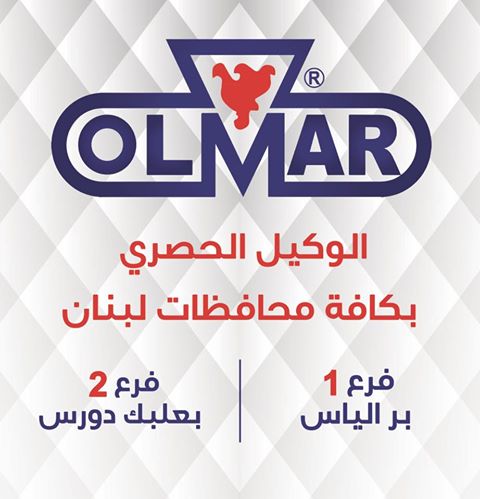 OLMAR®
الوكيل الحصري
بكافة محافظات لبنان
فرع 1
بر الياس
فرع 2
بعلبك دورس